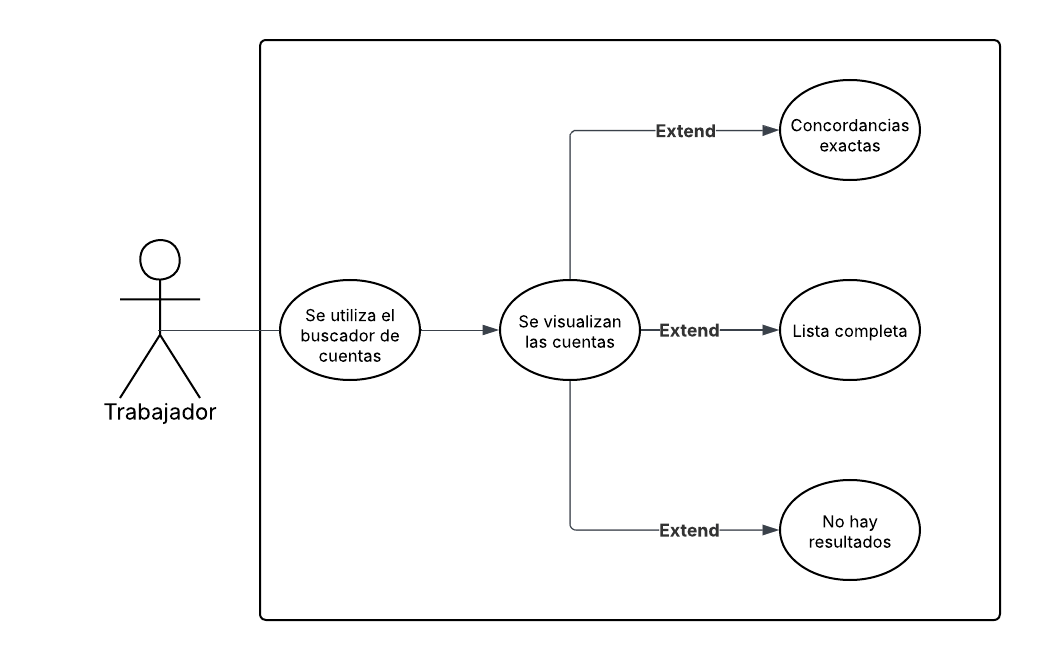 Extend
Concordancias
exactas
Trabajador
Se utiliza el
buscador de
cuentas
Se visualizan
las cuentas
Extend
Lista completa
Extend
No hay
resultados